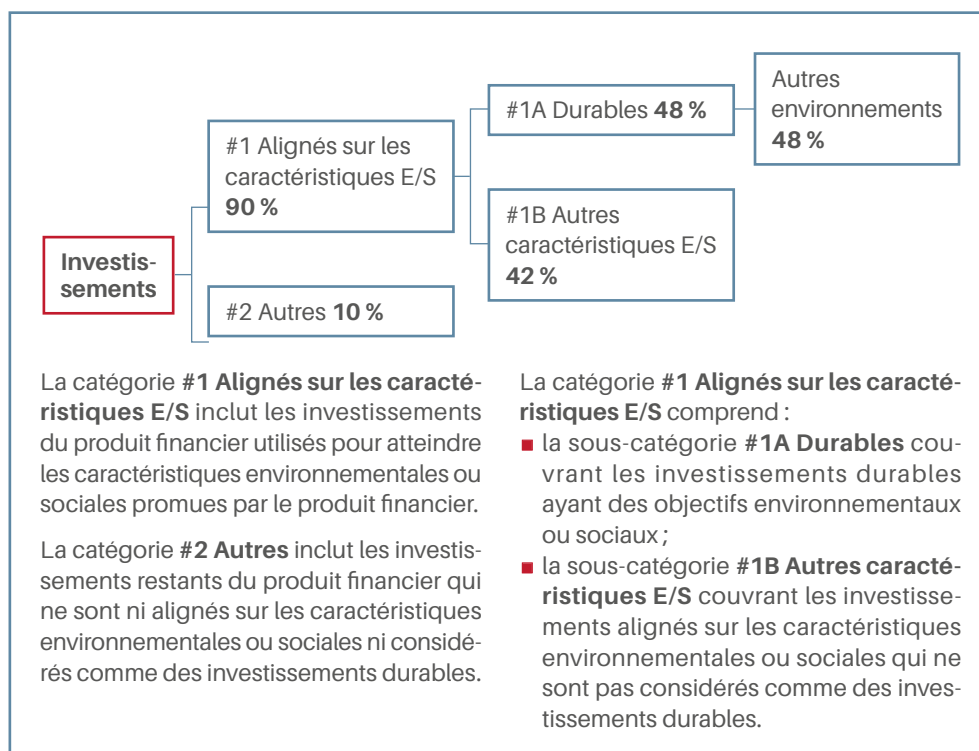 Investis-
sements
#1 Alignés sur les
caractéristiques E/S
90 %
#2 Autres 10 %
#1A Durables 48 %
#1B Autres
caractéristiques E/S
42 %
Autres
environnements
48 %
La catégorie #1 Alignés sur les caracté-
ristiques E/S inclut les investissements
du produit financier utilisés pour atteindre
les caractéristiques environnementales ou
sociales promues par le produit financier.
La catégorie #2 Autres inclut les investis-
sements restants du produit financier qui
ne sont ni alignés sur les caractéristiques
environnementales ou sociales ni considé-
rés comme des investissements durables.
La catégorie #1 Alignés sur les caracté-
ristiques E/S comprend :
■ la sous-catégorie #1A Durables cou-
vrant les investissements durables
ayant des objectifs environnementaux
ou sociaux ;
■ la sous-catégorie #1B Autres caracté-
ristiques E/S couvrant les investisse-
ments alignés sur les caractéristiques
environnementales ou sociales qui ne
sont pas considérés comme des inves-
tissements durables.